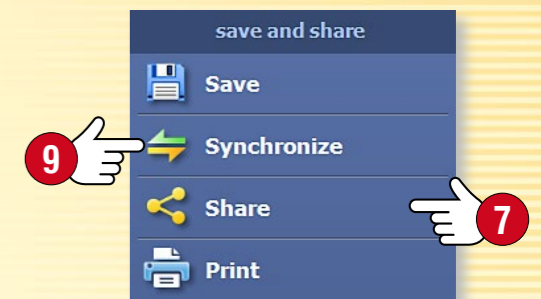 save and share
Save
9 Synchronize
Share 7
Print